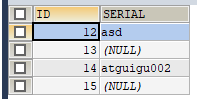 ID SERIAL
12 asd
13 (NULL)
14 atguigu002
15 (NULL)